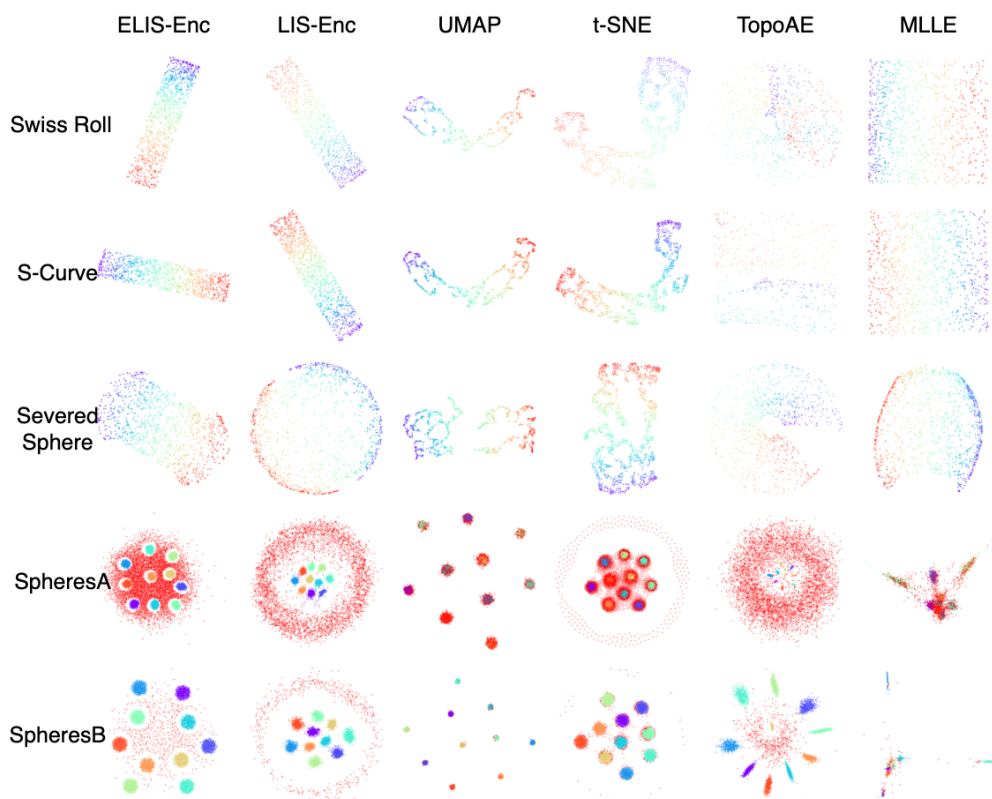 ELIS-Enc LIS-Enc UMAP t-SNE TopoAE MLLE
Swiss Roll
S-Curve
Severed
Sphere
SpheresA
SpheresB